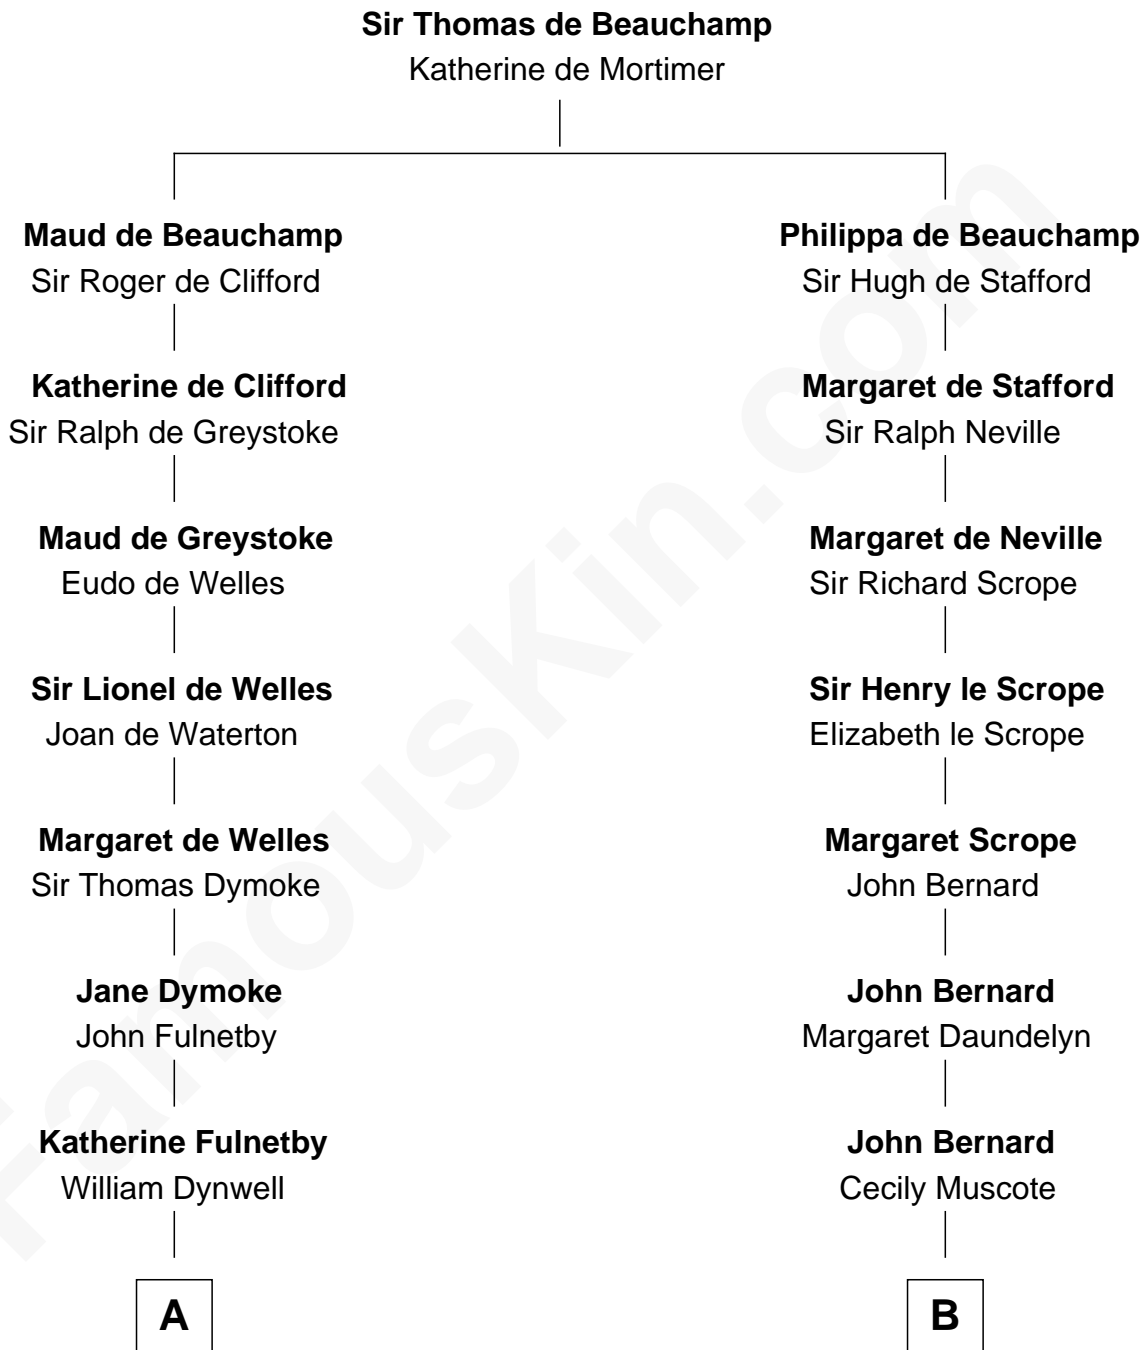 Sir Thomas de Beauchamp
Katherine de Mortimer
Maud de Beauchamp
Sir Roger de Clifford
Philippa de Beauchamp
Sir Hugh de Stafford
Katherine de Clifford
Sir Ralph de Greystoke
Margaret de Stafford
Sir Ralph Neville
Maud de Greystoke
Eudo de Welles
Margaret de Neville
Sir Richard Scrope
Sir Lionel de Welles
Joan de Waterton
Sir Henry le Scrope
Elizabeth le Scrope
Margaret de Welles
Sir Thomas Dymoke
Margaret Scrope
John Bernard
Jane Dymoke
John Fulnetby
John Bernard
Margaret Daundelyn
Katherine Fulnetby
William Dynwell
John Bernard
Cecily Muscote
A
B
FamousKin.com